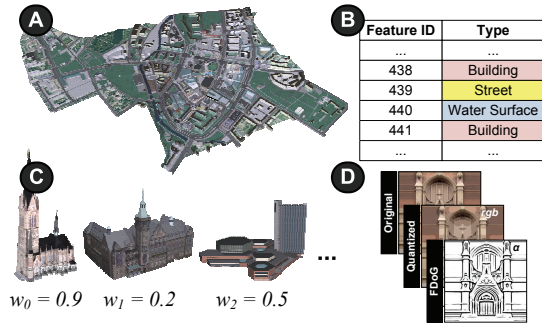 A
B
Feature ID Type
... ...
438 Building
439 Street
440 Water Surface
441 Building
... ...
C
w0 = 0.9 w1 = 0.2 w2 = 0.5 ...
D
Original
Quantized
rgb
FDoG
α